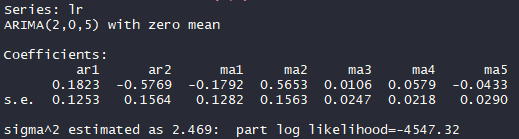 Series: lr
ARIMA(2,0,5) with zero mean
Coefficients:
ar1 ar2 ma1 ma2 ma3 ma4 ma5
0.1823 -0.5769 -0.1792 0.5653 0.0106 0.0579 -0.0433
s.e. 0.1253 0.1564 0.1282 0.1563 0.0247 0.0218 0.0290
sigma^2 estimated as 2.469: part log likelihood=-4547.32